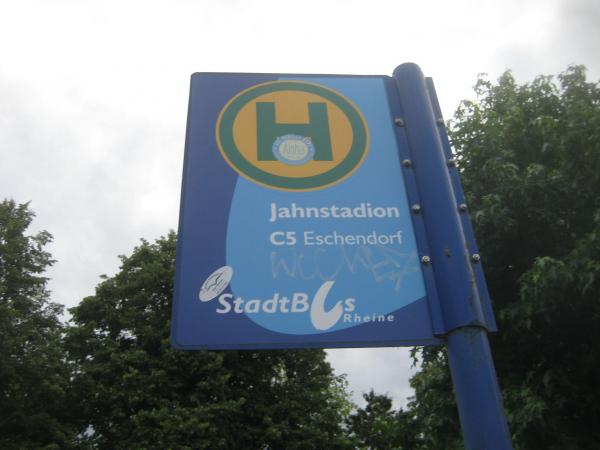 H
Jahnstadion
C5 Eschendorf
StadtBus
Rheine